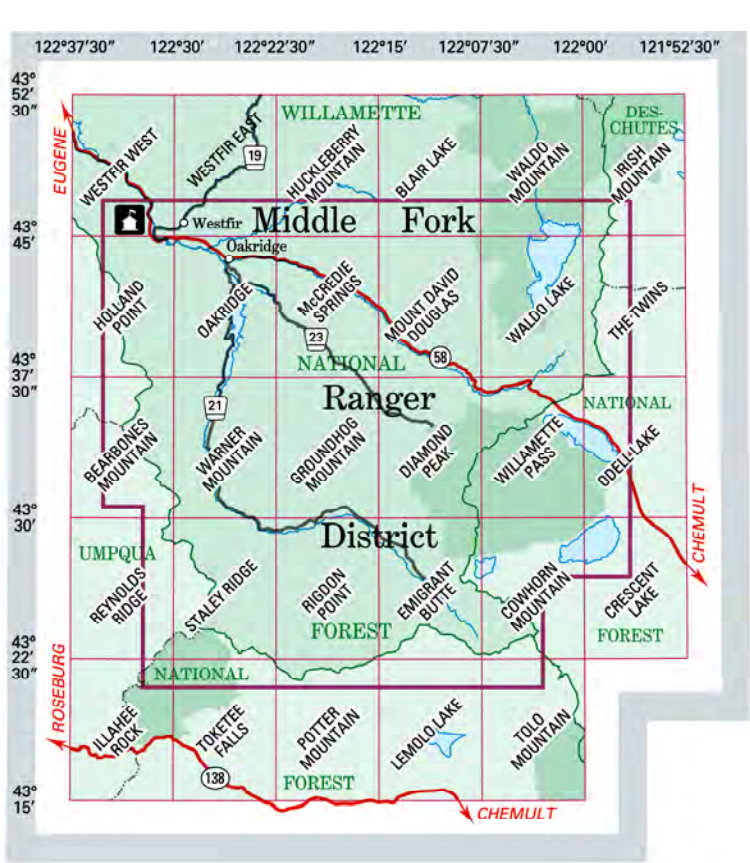 122°37'30" 122°30' 122°22'30" 122°15' 122°07'30" 122°00' 121°52'30"
43°
52'
30"
WILLAMETTE
DES-
CHUTES
EUGENE
WESTFIR WEST
WESTFIR EAST
19
HUCKLEBERRY
MOUNTAIN
BLAIR LAKE
WALDO
MOUNTAIN
IRISH
MOUNTAIN
43°
45'
Westfir
Middle Fork
Oakridge
HOLLAND
POINT
OAKRIDGE
McCREDIE
SPRINGS
MOUNT DAVID
DOUGLAS
WALDO LAKE
THE TWINS
23
58
43°
37'
30"
NATIONAL
Ranger
NATIONAL
21
BEARBONES
MOUNTAIN
WARNER
MOUNTAIN
GROUNDHOG
MOUNTAIN
DIAMOND
PEAK
WILLAMETTE
PASS
ODELL LAKE
43°
30'
District
CHEMULT
UMPQUA
REYNOLDS
RIDGE
STALEY RIDGE
RIGDON
POINT
EMIGRANT
BUTTE
COWHORN
MOUNTAIN
CRESCENT
LAKE
FOREST
FOREST
43°
22'
30"
NATIONAL
ROSEBURG
ILLAHEE
ROCK
TOKETEE
FALLS
POTTER
MOUNTAIN
LEMOLO LAKE
TOLO
MOUNTAIN
138
FOREST
43°
15'
CHEMULT